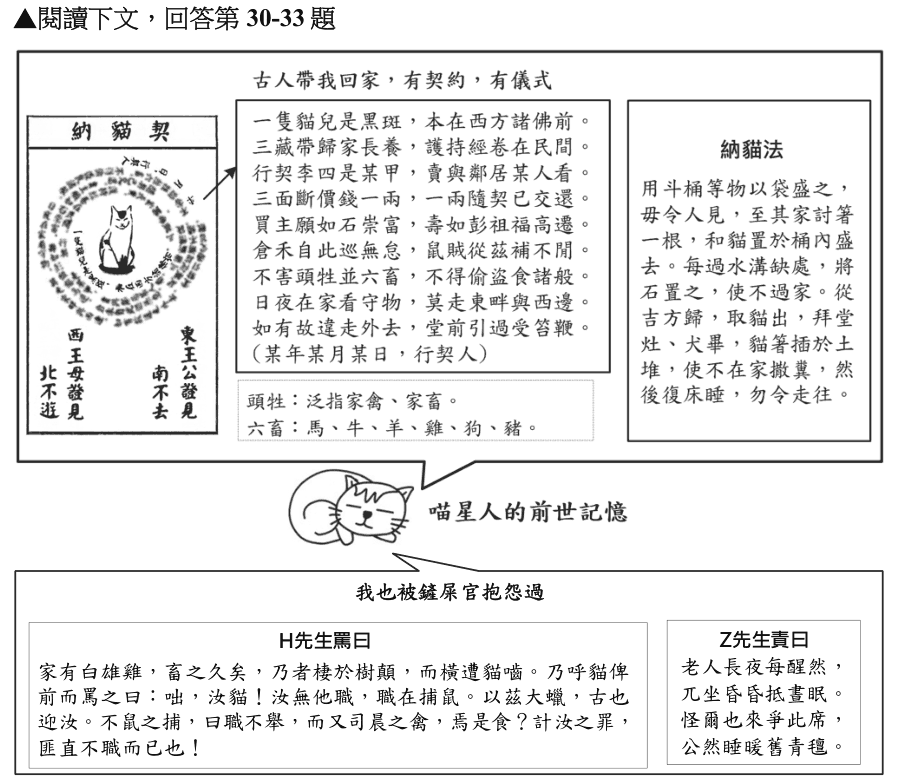 ▲閱讀下文，回答第 30-33 題
古人帶我回家，有契約，有儀式
納貓契
東王公發見
南不去
西王母發見
北不遊
一隻貓兒是黑斑，本在西方諸佛前。
三藏帶歸家長養，護持經卷在民間。
行契李四是某甲，賣與鄰居某人看。
三面斷價錢一兩，一兩隨契已交還。
買主願如石崇富，壽如彭祖福高遷。
倉禾自此巡無怠，鼠賊從茲補不閒。
不害頭牲並六畜，不得偷盜食諸般。
日夜在家看守物，莫走東畔與西邊。
如有故違走外去，堂前引過受笞鞭。
(某年某月某日，行契人)
頭牲：泛指家禽、家畜。
六畜：馬、牛、羊、雞、狗、豬。
納貓法
用斗桶等物以袋盛之，
毋令人見，至其家討箸
一根，和貓置於桶內盛
去。每過水溝缺處，將
石置之，使不過家。從
吉方歸，取貓出，拜堂
灶、犬畢，貓箸插於土
堆，使不在家撒糞，然
後復床睡，勿令走往。
喵星人的前世記憶
我也被鏟屎官抱怨過
H先生罵曰
家有白雄雞，畜之久矣，乃者棲於樹顛，而橫遭貓嚙。乃呼貓俾
前而罵之曰：咄，汝貓！汝無他職，職在捕鼠。以茲大蠟，古也
迎汝。不鼠之捕，曰職不舉，而又司晨之禽，焉是食？計汝之罪，
匪直不職而已也！
Z先生責曰
老人長夜每醒然，
兀坐昏昏抵晝眠。
怪爾也來爭此席，
公然睡暖舊青氊。